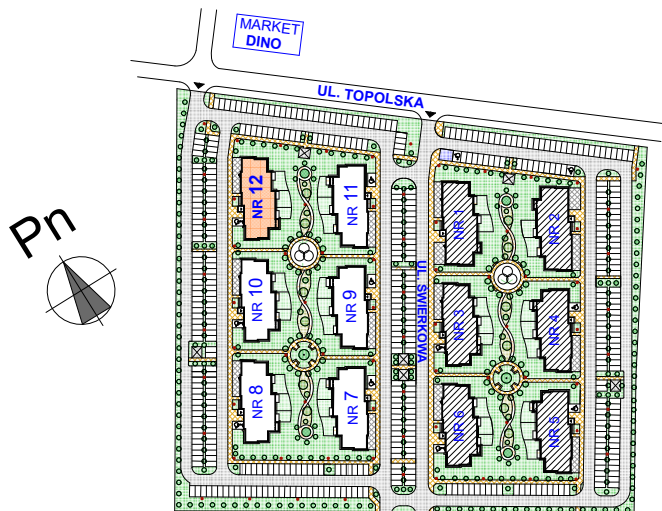 MARKET
DINO
UL. TOPOLSKA
Pn
NR 12
NR 11
NR 1
NR 2
NR 10
NR 9
UL. ŚWIERKOWA
NR 3
NR 4
NR 8
NR 7
NR 6
NR 5